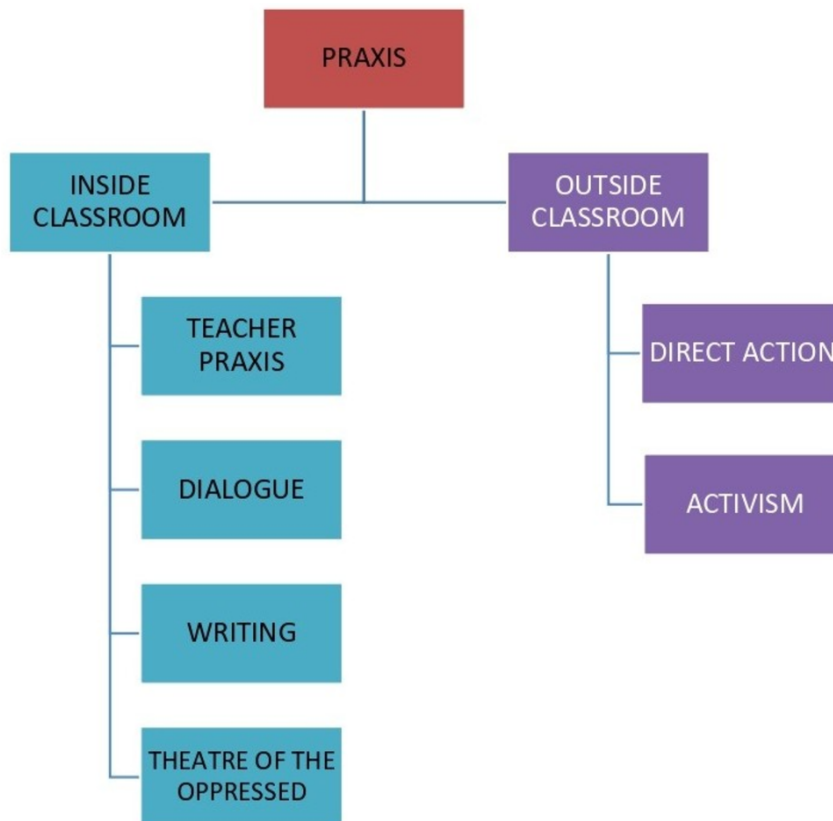 PRAXIS
INSIDE
CLASSROOM
OUTSIDE
CLASSROOM
TEACHER
PRAXIS
DIALOGUE
WRITING
THEATRE OF THE
OPPRESSED
DIRECT ACTION
ACTIVISM